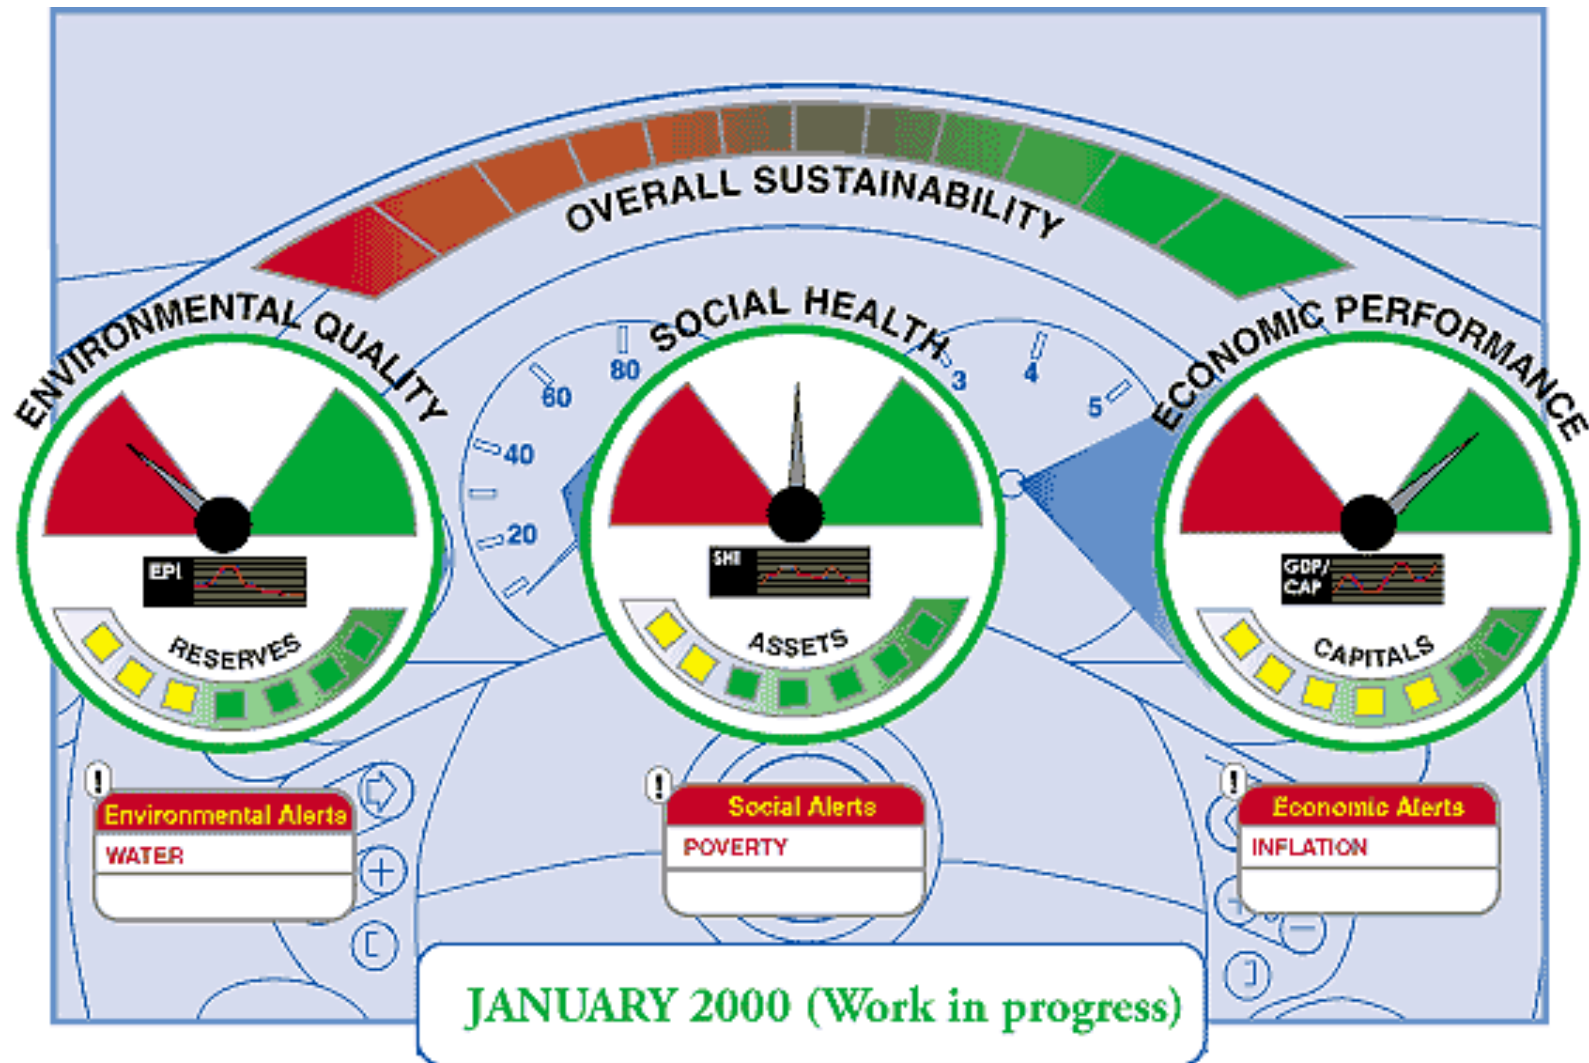 OVERALL SUSTAINABILITY
ENVIRONMENTAL QUALITY
SOCIAL HEALTH
ECONOMIC PERFORMANCE
20
40
60
80
3
4
5
EPI
RESERVES
SHI
ASSETS
GDP/
CAP
CAPITALS
!
Environmental Alerts
WATER
!
Social Alerts
POVERTY
!
Economic Alerts
INFLATION
JANUARY 2000 (Work in progress)